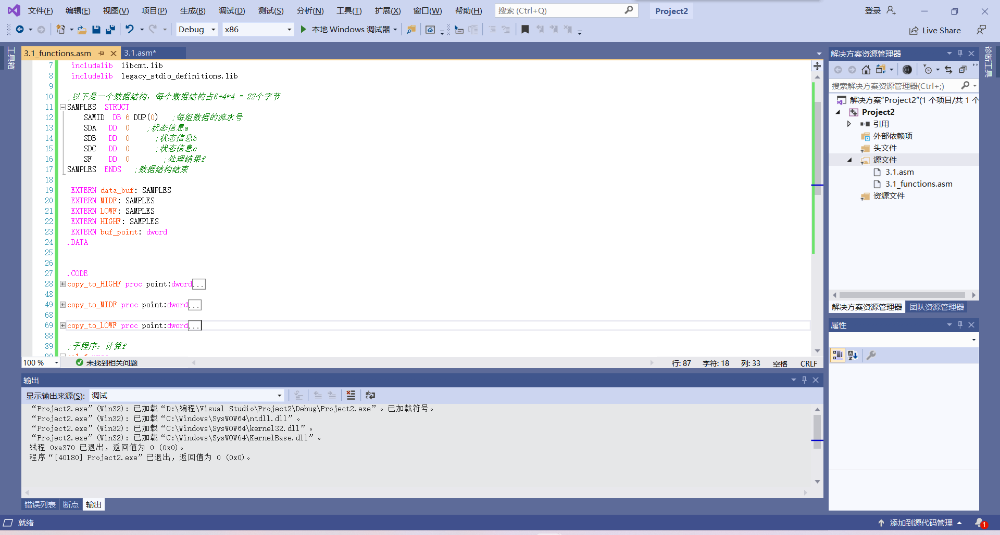 文件(F) 编辑(E) 视图(V) 项目(P) 生成(B) 调试(D) 测试(S) 分析(N) 工具(T) 扩展(X) 窗口(W) 帮助(H) 搜索 (Ctrl+Q) Project2 登录
Debug x86 本地 Windows 调试器 Live Share
工具箱
3.1_functions.asm 3.1.asm*
7 includelib libcmt.lib
8 includelib legacy_stdio_definitions.lib
9
10 ;以下是一个数据结构，每个数据结构占6+4*4 = 22个字节
11 SAMPLES STRUCT
12 SAMID DB 6 DUP(0) ;每组数据的流水号
13 SDA DD 0 ;状态信息a
14 SDB DD 0 ;状态信息b
15 SDC DD 0 ;状态信息c
16 SF DD 0 ;处理结果f
17 SAMPLES ENDS ;数据结构结束
18
19 EXTERN data_buf: SAMPLES
20 EXTERN MIDF: SAMPLES
21 EXTERN LOWF: SAMPLES
22 EXTERN HIGHF: SAMPLES
23 EXTERN buf_point: dword
24 .DATA
25
26
27 .CODE
28 copy_to_HIGHF proc point:dword...
48
49 copy_to_MIDF proc point:dword...
68
69 copy_to_LOWF proc point:dword...
88
89 ;子程序：计算f
100 % 未找到相关问题 行: 87 字符: 18 列: 33 空格 CRLF
输出
显示输出来源(S): 调试
“Project2.exe”(Win32): 已加载“D:\编程\Visual Studio\Project2\Debug\Project2.exe”。已加载符号。
“Project2.exe”(Win32): 已加载“C:\Windows\SysWOW64\ntdll.dll”。
“Project2.exe”(Win32): 已加载“C:\Windows\SysWOW64\kernel32.dll”。
“Project2.exe”(Win32): 已加载“C:\Windows\SysWOW64\KernelBase.dll”。
线程 0xa370 已退出，返回值为 0 (0x0)。
程序“[40180] Project2.exe”已退出，返回值为 0 (0x0)。
错误列表 断点 输出
解决方案资源管理器
搜索解决方案资源管理器(Ctrl+;)
解决方案“Project2”(1 个项目/共 1 个
Project2
引用
外部依赖项
头文件
源文件
3.1.asm
3.1_functions.asm
资源文件
解决方案资源管理器 团队资源管理器
属性
诊断工具
就绪 添加到源代码管理 1